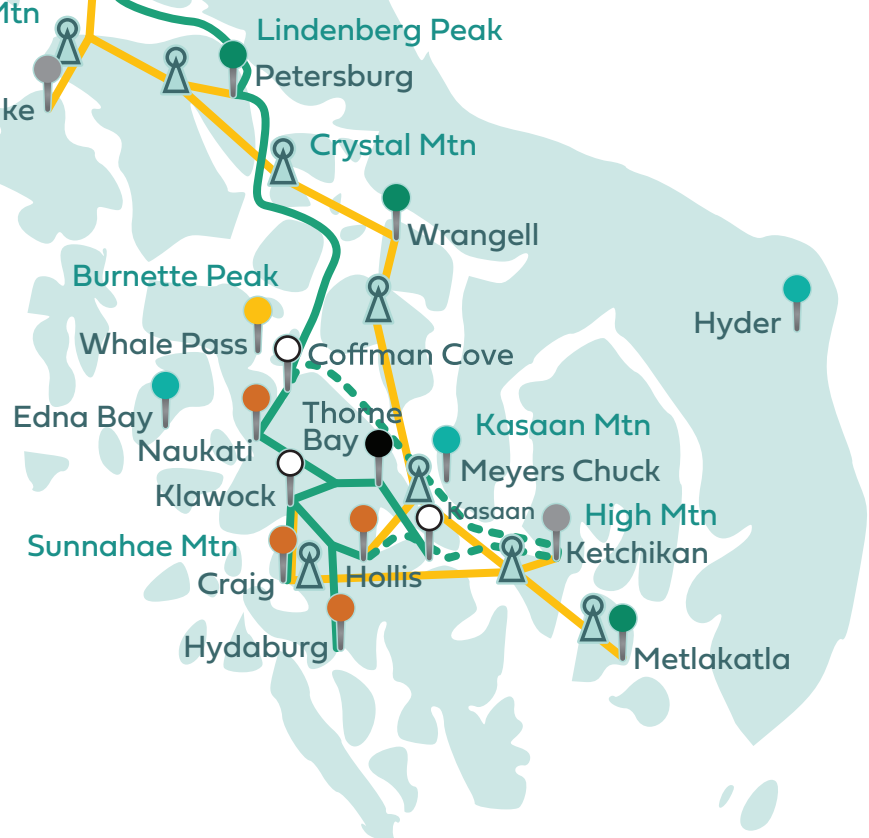 Mtn
Lindenberg Peak
Petersburg
ke
Crystal Mtn
Wrangell
Burnette Peak
Hyder
Whale Pass
Coffman Cove
Edna Bay
Thorne
Bay
Kasaan Mtn
Naukati
Meyers Chuck
Klawock
Kasaan
High Mtn
Sunnahae Mtn
Ketchikan
Craig
Hollis
Hydaburg
Metlakatla